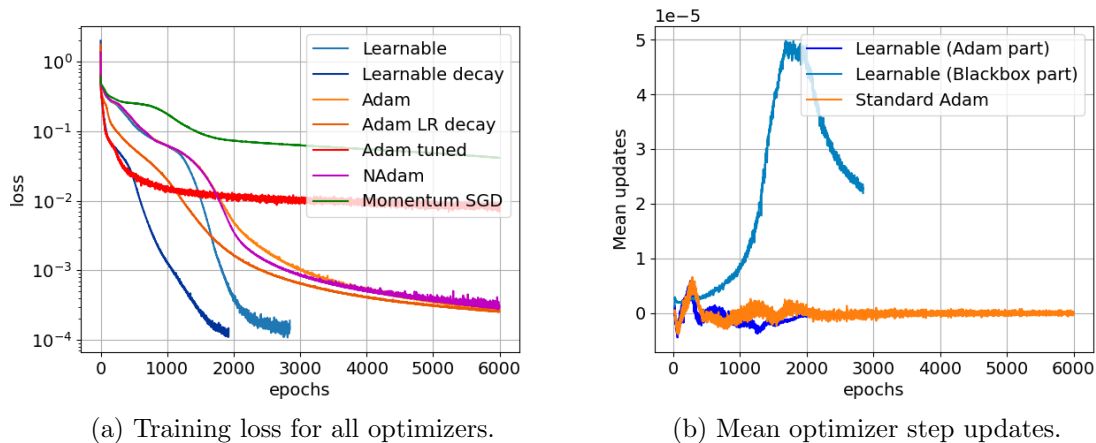 10⁰
10⁻¹
10⁻²
10⁻³
10⁻⁴
loss
0 1000 2000 3000 4000 5000 6000
epochs
Learnable
Learnable decay
Adam
Adam LR decay
Adam tuned
NAdam
Momentum SGD
(a) Training loss for all optimizers.
1e−5
5
4
3
2
1
0
Mean updates
0 1000 2000 3000 4000 5000 6000
epochs
Learnable (Adam part)
Learnable (Blackbox part)
Standard Adam
(b) Mean optimizer step updates.